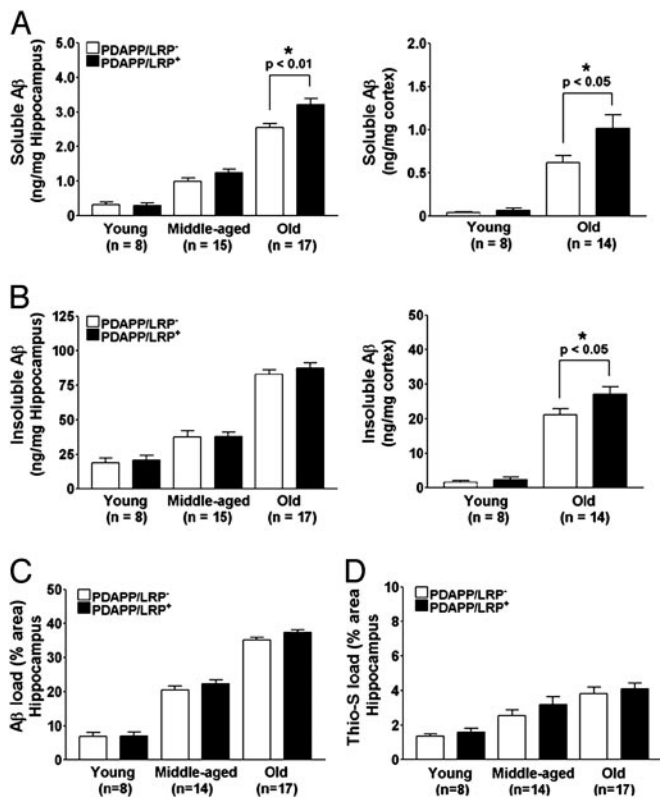 A
Soluble Aβ
(ng/mg Hippocampus)
5.0
4.0
3.0
2.0
1.0
0
PDAPP/LRP⁻
PDAPP/LRP⁺
*
p < 0.01
Young
(n = 8)
Middle-aged
(n = 15)
Old
(n = 17)
Soluble Aβ
(ng/mg cortex)
2.0
1.5
1.0
0.5
0
*
p < 0.05
Young
(n = 8)
Old
(n = 14)
B
Insoluble Aβ
(ng/mg Hippocampus)
125
100
75
50
25
0
PDAPP/LRP⁻
PDAPP/LRP⁺
Young
(n = 8)
Middle-aged
(n = 15)
Old
(n = 17)
Insoluble Aβ
(ng/mg cortex)
50
40
30
20
10
0
*
p < 0.05
Young
(n = 8)
Old
(n = 14)
C
Aβ load (% area)
Hippocampus
50
40
30
20
10
0
PDAPP/LRP⁻
PDAPP/LRP⁺
Young
(n=8)
Middle-aged
(n=14)
Old
(n=17)
D
Thio-S load (% area)
Hippocampus
10
8
6
4
2
0
PDAPP/LRP⁻
PDAPP/LRP⁺
Young
(n=8)
Middle-aged
(n=14)
Old
(n=17)